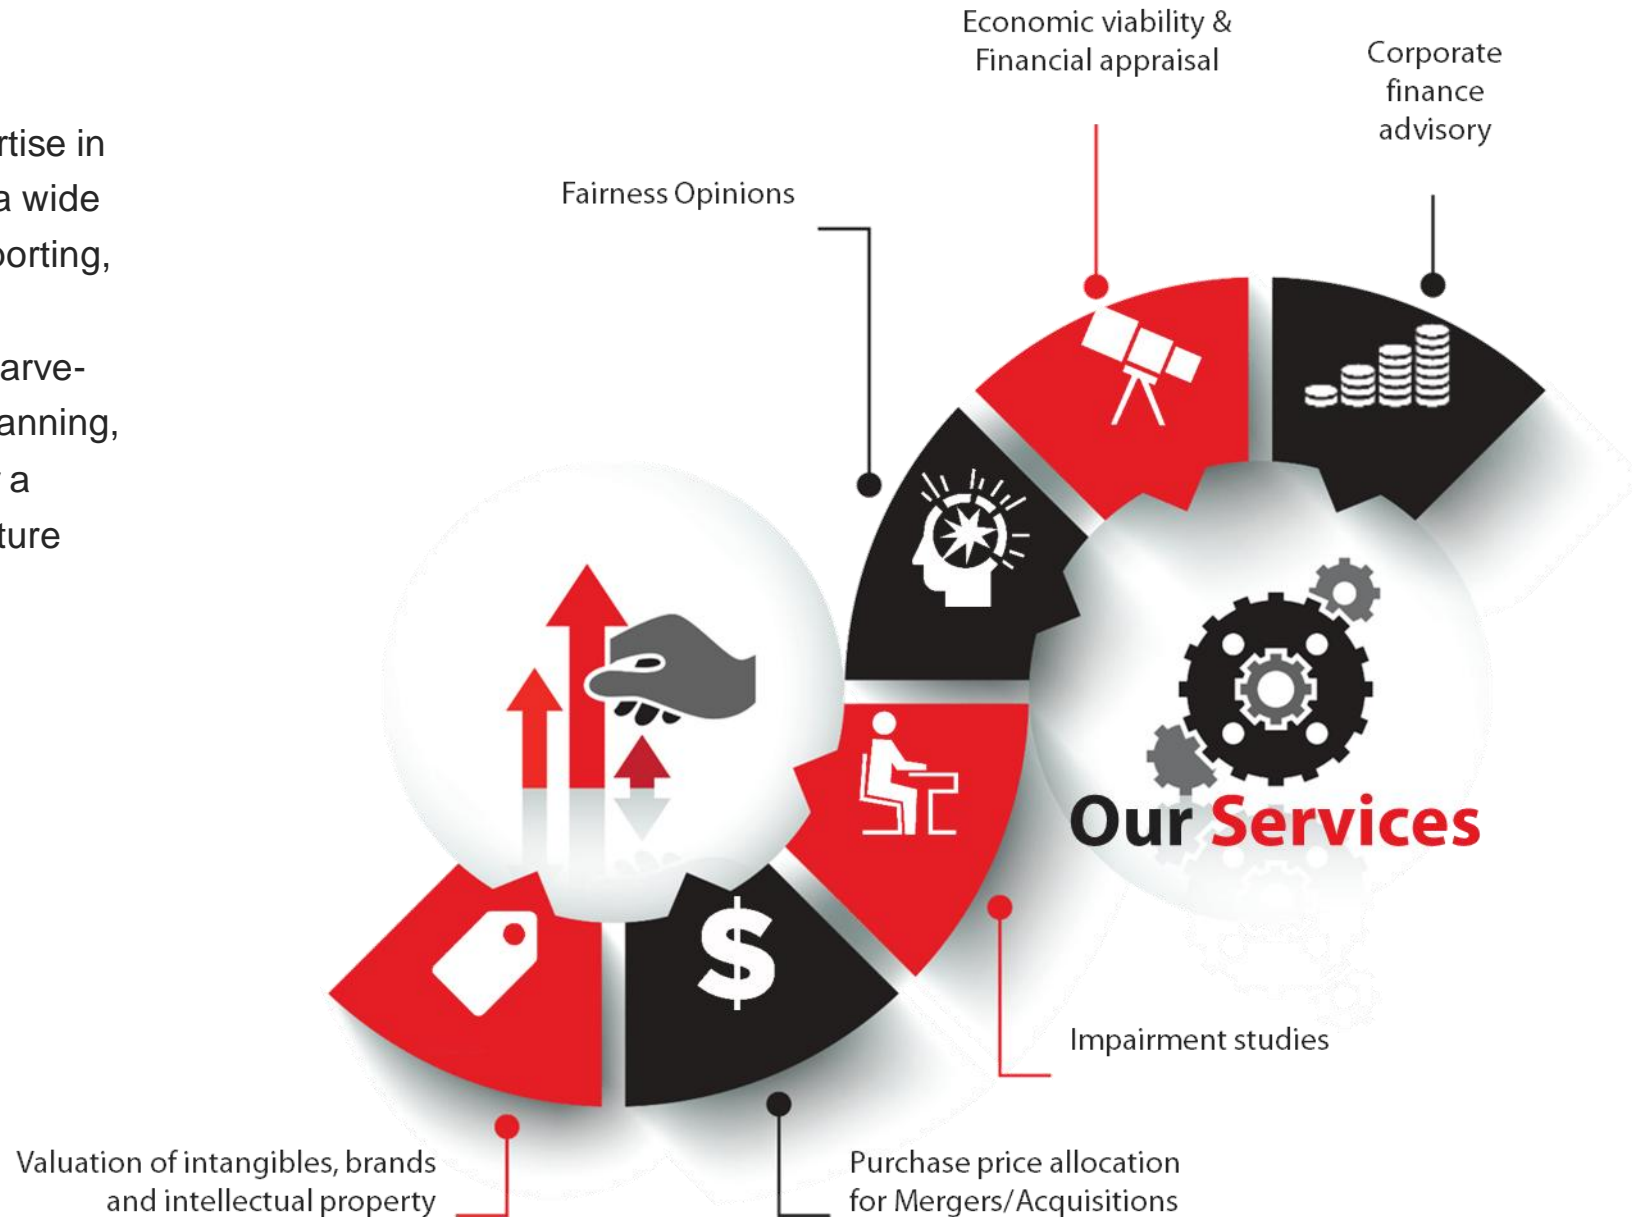 rtise in
a wide
porting,
arve-
anning,
a
ture
Economic viability &
Financial appraisal
Corporate
finance
advisory
Fairness Opinions
$
Our Services
Impairment studies
Valuation of intangibles, brands
and intellectual property
Purchase price allocation
for Mergers/Acquisitions